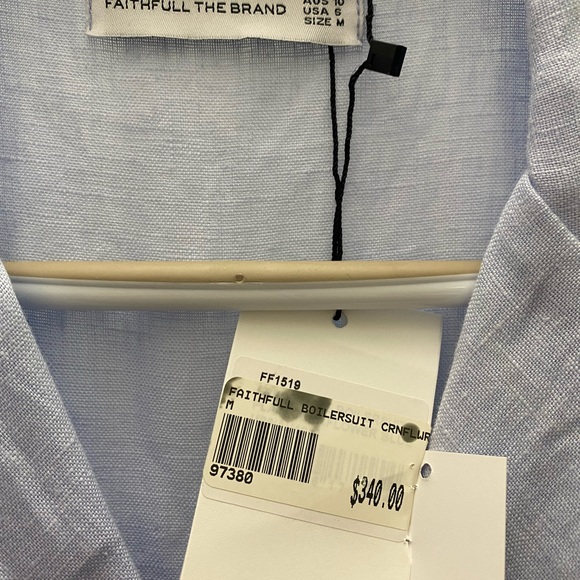 FAITHFULL THE BRAND
AUS 10
USA 6
SIZE M
FF1519
FAITHFULL BOILERSUIT CRNFLWR
M
97380
$340.00